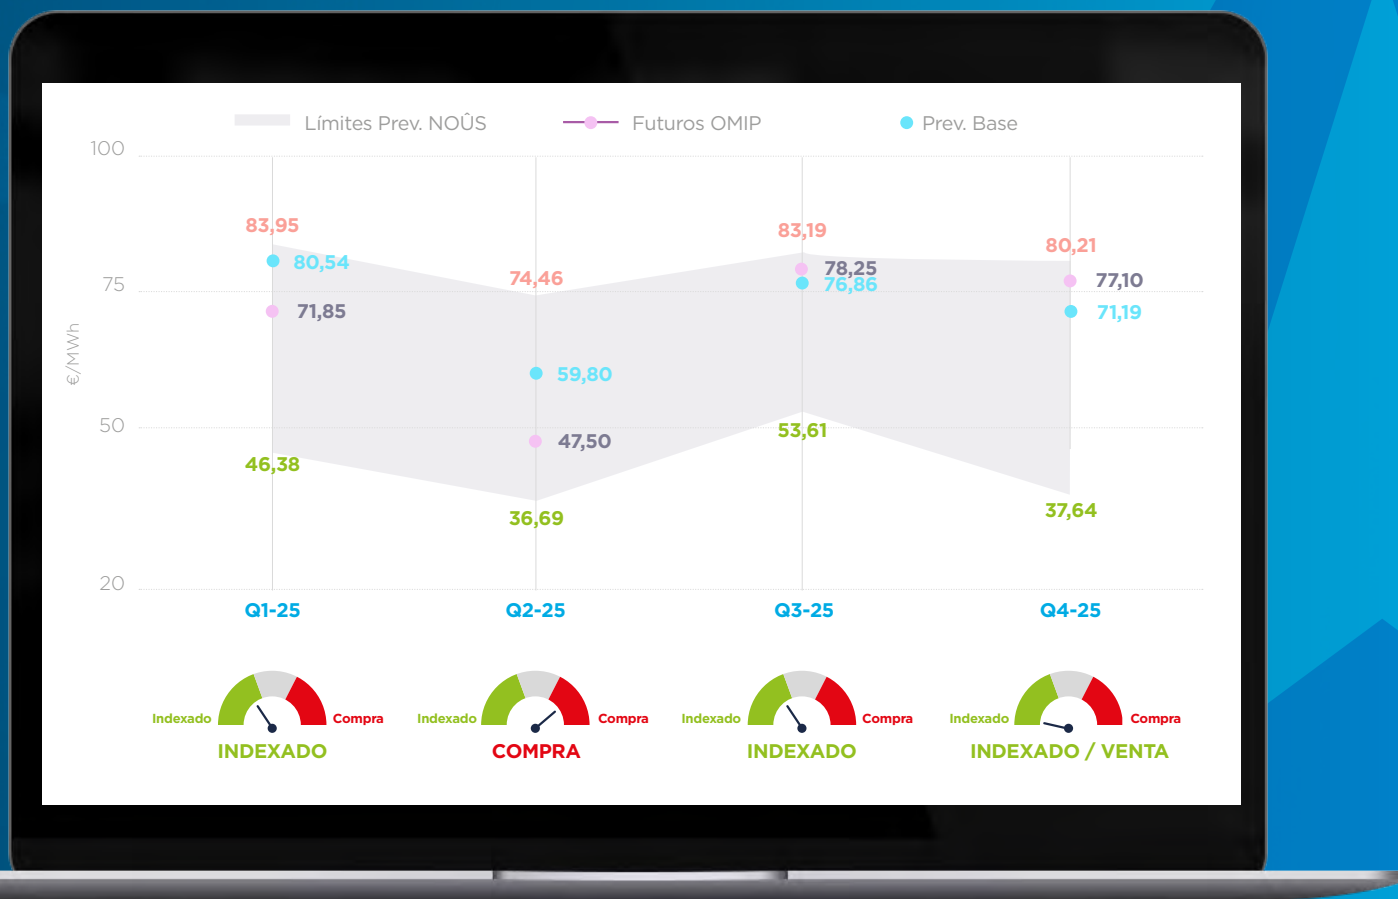 Límites Prev. NOÛS
Futuros OMIP
Prev. Base
100
75
50
20
€/MWh
83,95
80,54
71,85
46,38
74,46
59,80
47,50
36,69
83,19
78,25
76,86
53,61
80,21
77,10
71,19
37,64
Q1-25
Q2-25
Q3-25
Q4-25
Indexado
Compra
INDEXADO
Indexado
Compra
COMPRA
Indexado
Compra
INDEXADO
Indexado
Compra
INDEXADO / VENTA